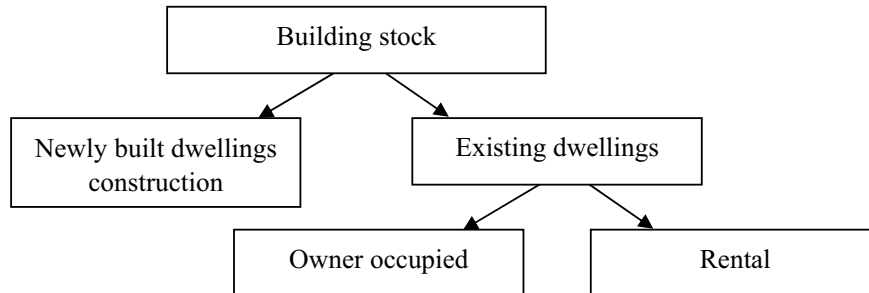 Building stock
Newly built dwellings
construction
Existing dwellings
Owner occupied
Rental